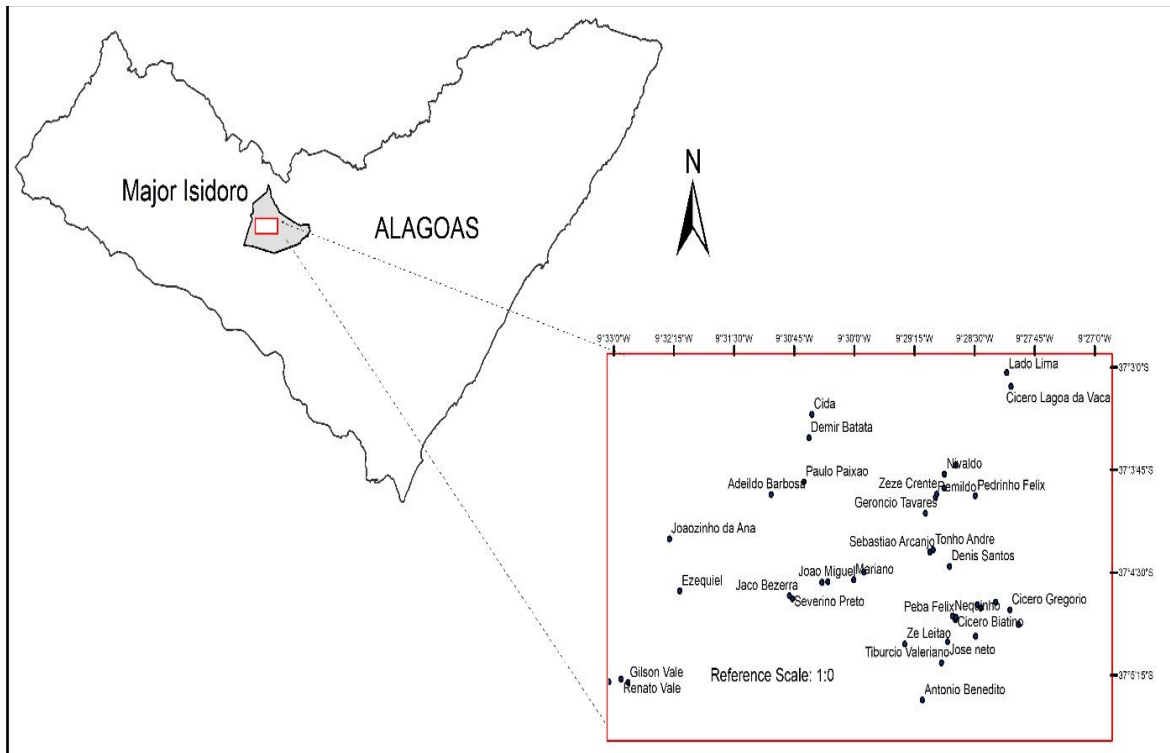 N
Major Isidoro
ALAGOAS
9°33'0"W 9°32'15"W 9°31'30"W 9°30'45"W 9°30'0"W 9°29'15"W 9°28'30"W 9°27'45"W 9°27'0"W
Lado Lima
37°3'0"S
Cicero Lagoa da Vaca
Cida
Demir Batata
Nivaldo
37°3'45"S
Paulo Paixao
Adeildo Barbosa
Zeze Crente
Remildo
Pedrinho Felix
Geroncio Tavares
Joaozinho da Ana
Sebastiao Arcanjo
Tonho Andre
Denis Santos
Joao Miguel
Mariano
37°4'30"S
Ezequiel
Jaco Bezerra
Severino Preto
Peba Felix
Nequinho
Cicero Gregorio
Cicero Biatino
Ze Leitao
Tiburcio Valeriano
Jose neto
Gilson Vale
Renato Vale
Reference Scale: 1:0
37°5'15"S
Antonio Benedito